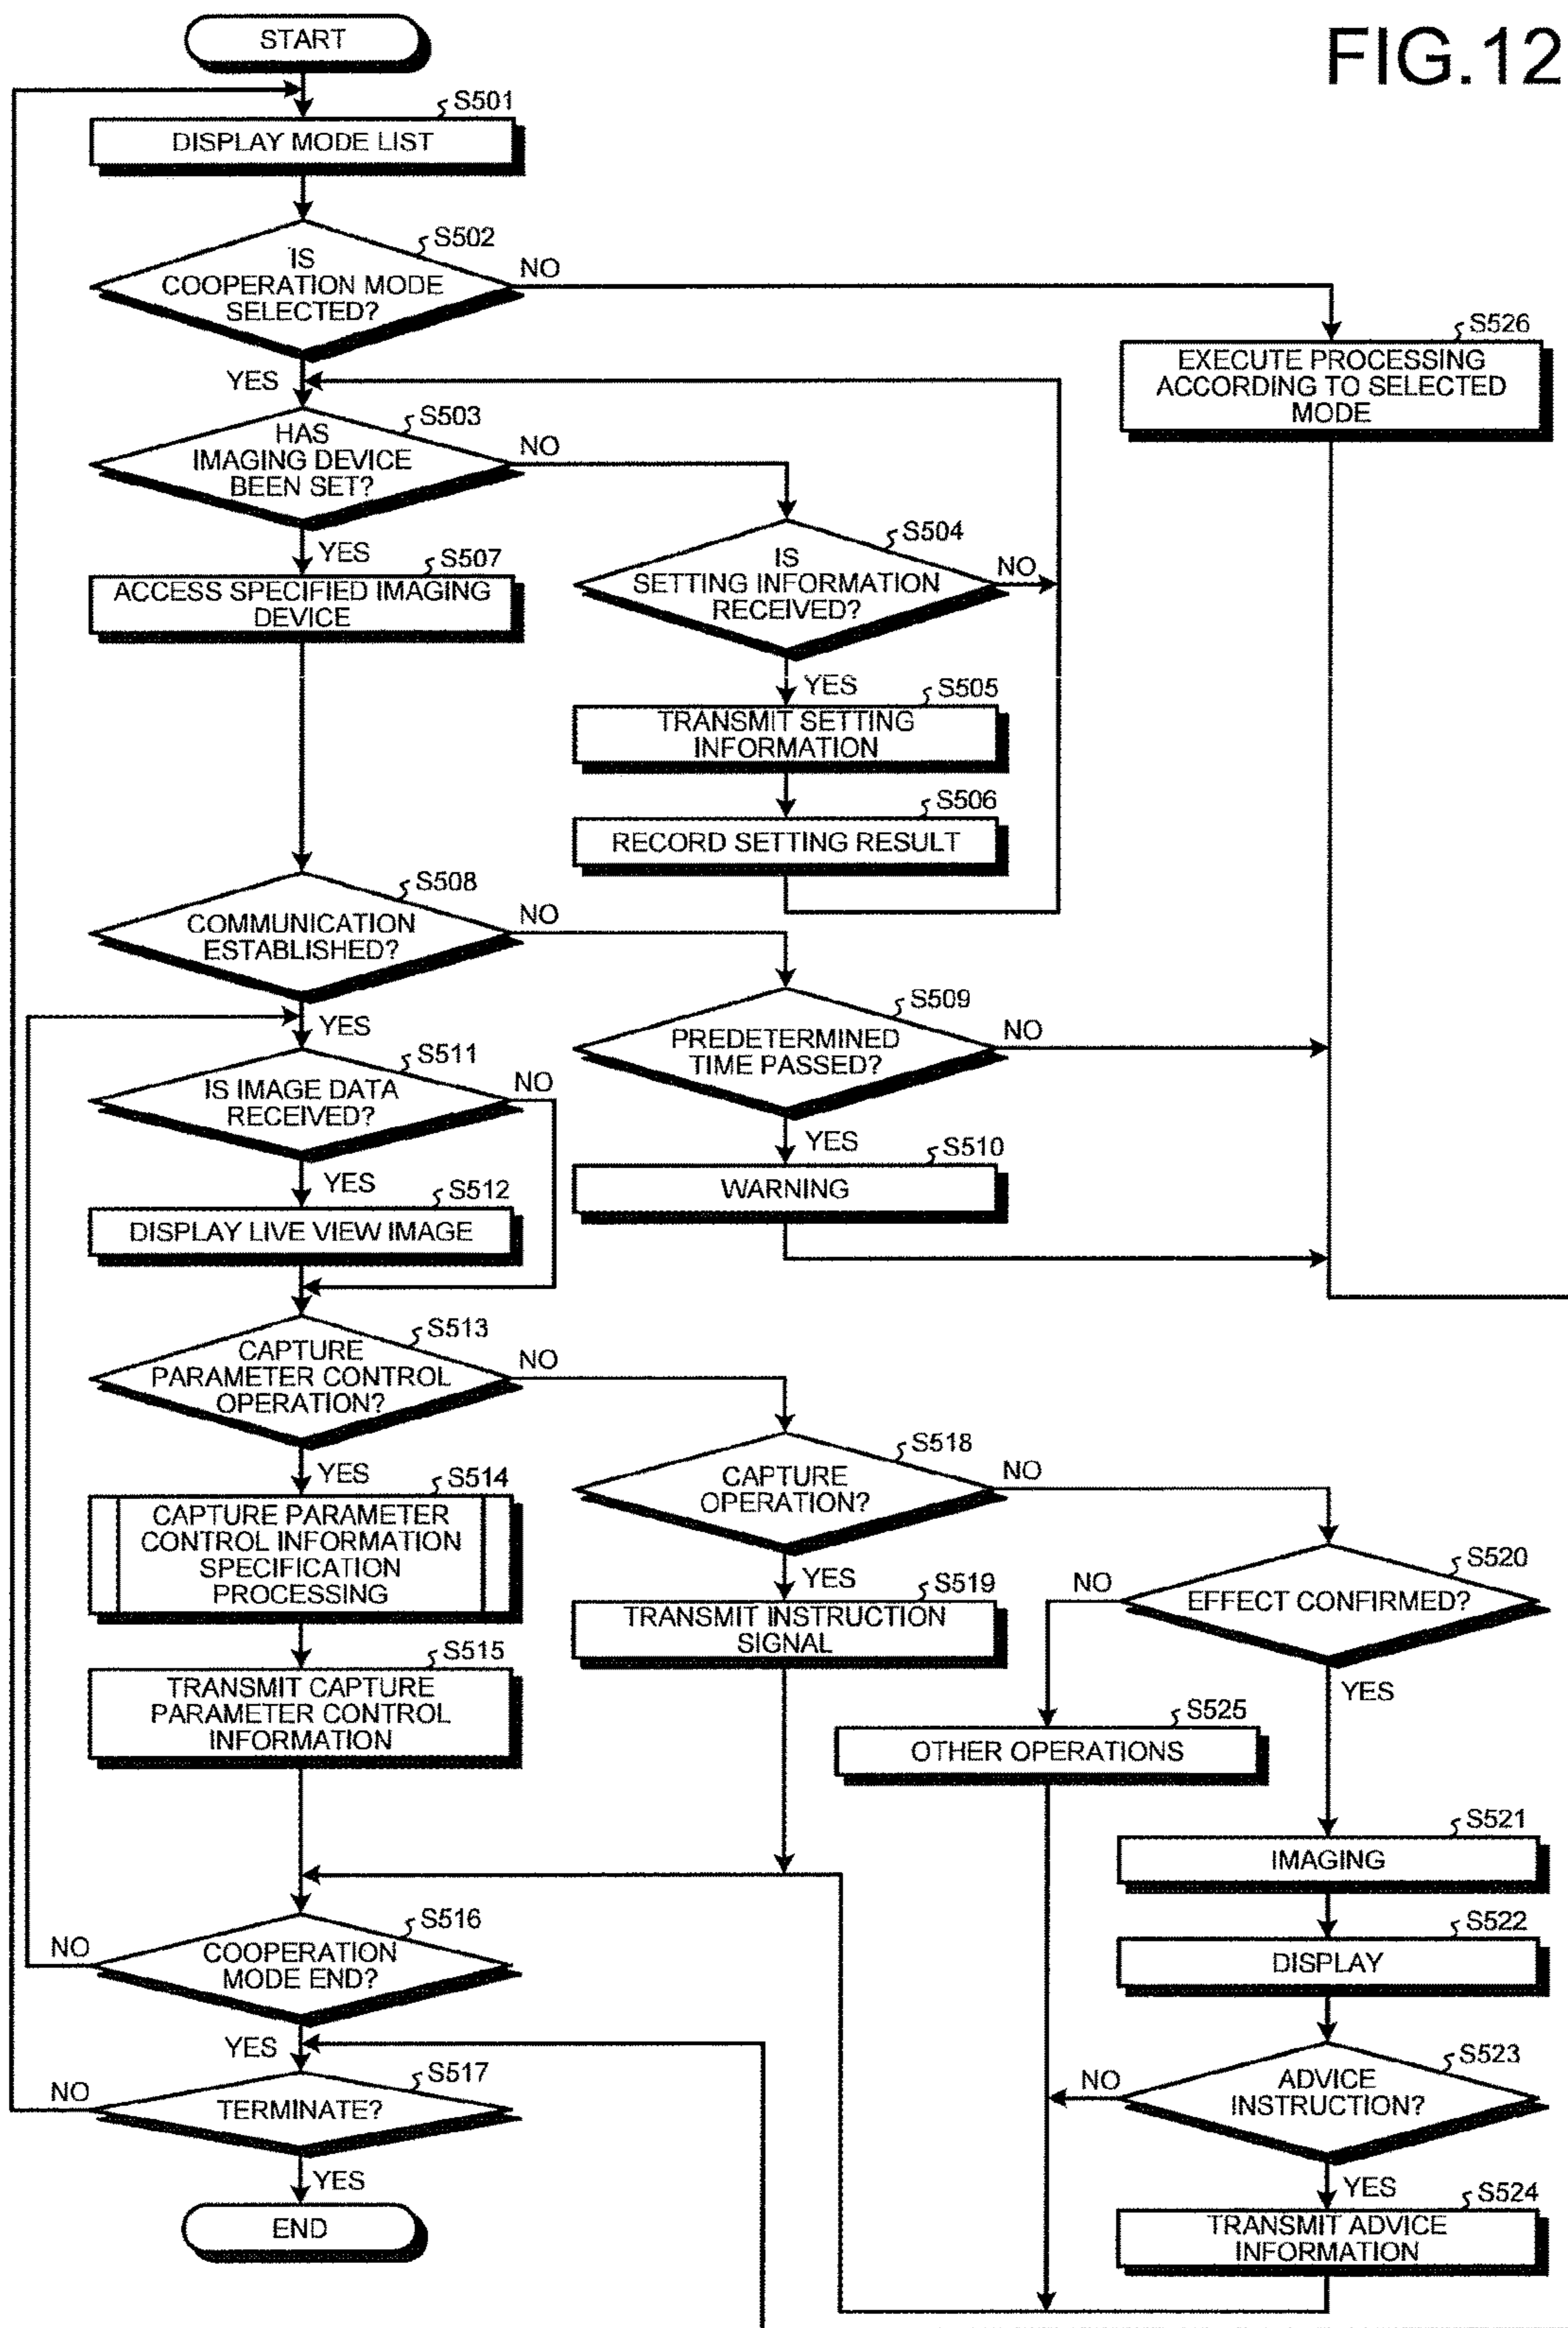 FIG.12
START
S501
DISPLAY MODE LIST
S502
IS
COOPERATION MODE
SELECTED?
NO
YES
S526
EXECUTE PROCESSING
ACCORDING TO SELECTED
MODE
S503
HAS
IMAGING DEVICE
BEEN SET?
NO
YES
S504
IS
SETTING INFORMATION
RECEIVED?
NO
YES
S507
ACCESS SPECIFIED IMAGING
DEVICE
S505
TRANSMIT SETTING
INFORMATION
S506
RECORD SETTING RESULT
S508
COMMUNICATION
ESTABLISHED?
NO
YES
S509
PREDETERMINED
TIME PASSED?
NO
YES
S510
WARNING
S511
IS IMAGE DATA
RECEIVED?
NO
YES
S512
DISPLAY LIVE VIEW IMAGE
S513
CAPTURE
PARAMETER CONTROL
OPERATION?
NO
YES
S518
CAPTURE
OPERATION?
NO
YES
S514
CAPTURE PARAMETER
CONTROL INFORMATION
SPECIFICATION
PROCESSING
S519
TRANSMIT INSTRUCTION
SIGNAL
S520
EFFECT CONFIRMED?
NO
YES
S515
TRANSMIT CAPTURE
PARAMETER CONTROL
INFORMATION
S525
OTHER OPERATIONS
S521
IMAGING
S522
DISPLAY
S516
COOPERATION
MODE END?
NO
YES
S523
ADVICE
INSTRUCTION?
NO
YES
S517
TERMINATE?
NO
YES
S524
TRANSMIT ADVICE
INFORMATION
END